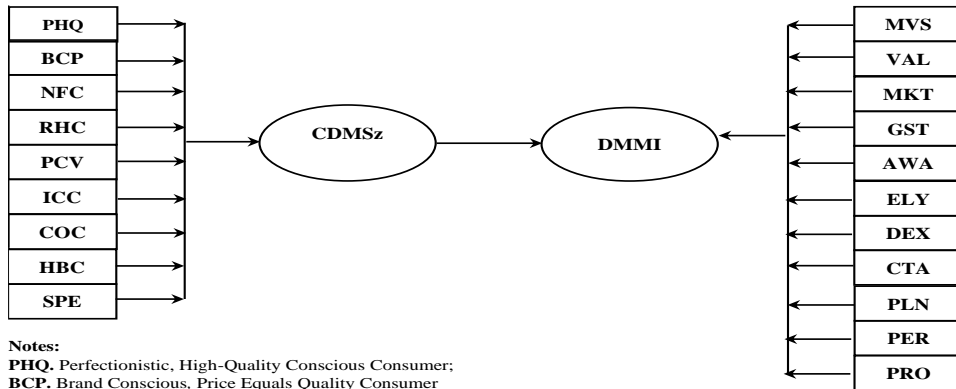 PHQ
BCP
NFC
RHC
PCV
ICC
COC
HBC
SPE
CDMSz
DMMI
MVS
VAL
MKT
GST
AWA
ELY
DEX
CTA
PLN
PER
PRO
Notes:
PHQ. Perfectionistic, High-Quality Conscious Consumer;
BCP. Brand Conscious, Price Equals Quality Consumer